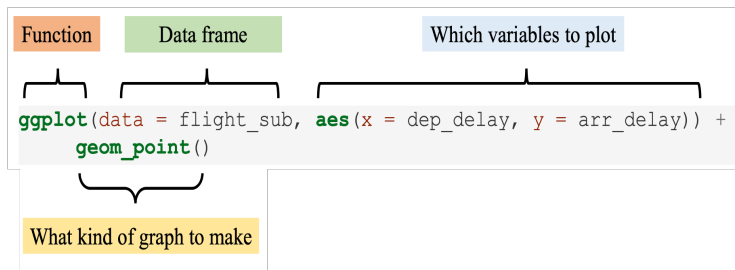 Function Data frame Which variables to plot
ggplot(data = flight_sub, aes(x = dep_delay, y = arr_delay)) +
geom_point()
What kind of graph to make